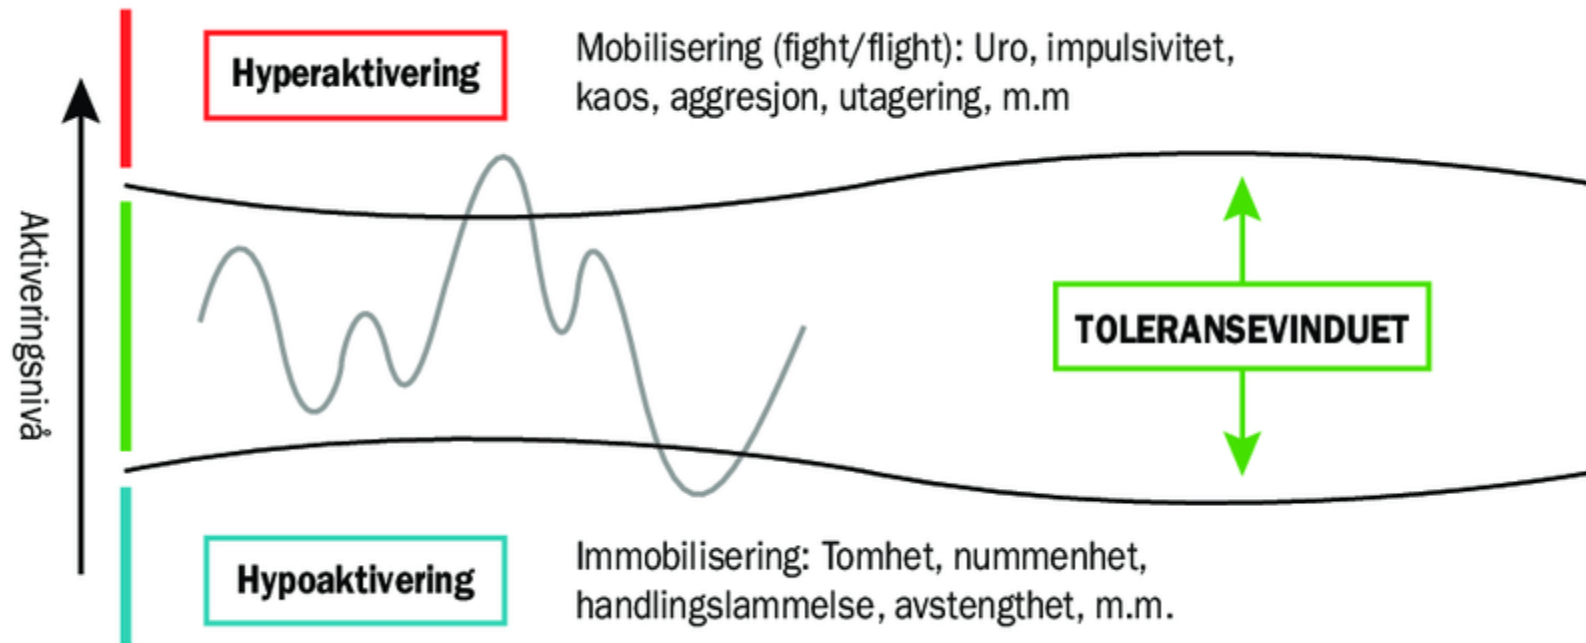 Hyperaktivering
Mobilisering (fight/flight): Uro, impulsivitet,
kaos, aggresjon, utagering, m.m
Aktiveringsnivå
TOLERANSEVINDUET
Hypoaktivering
Immobilisering: Tomhet, nummenhet,
handlingslammelse, avstengthet, m.m.